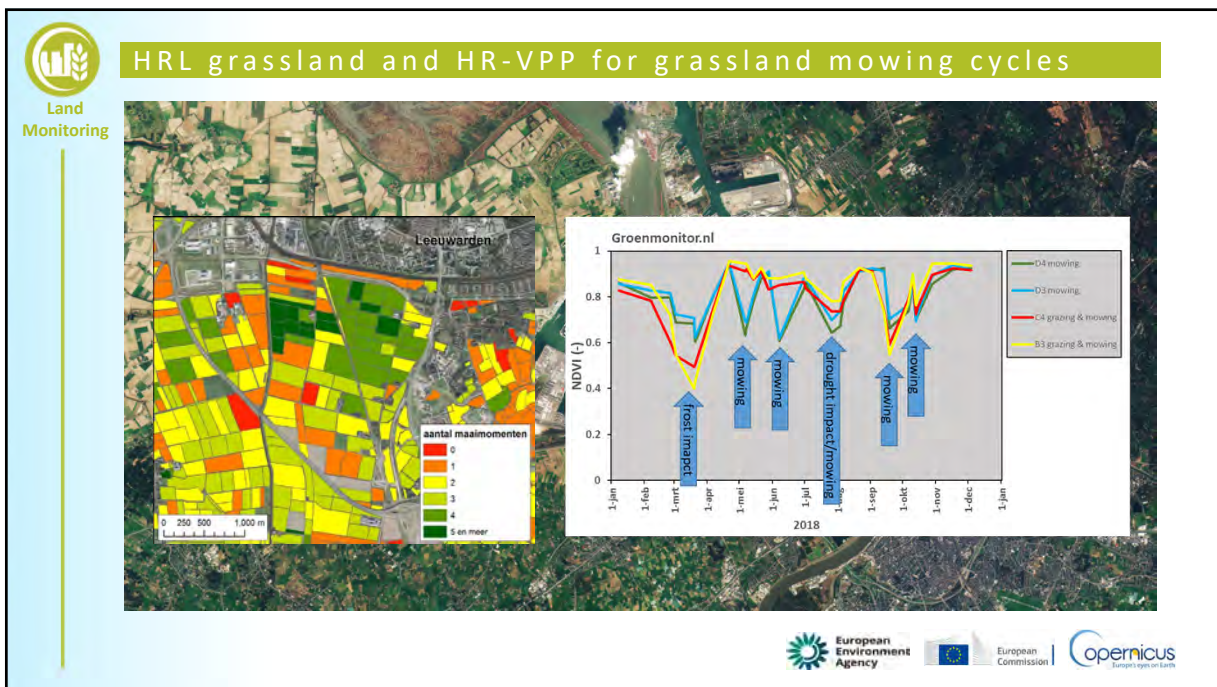 HRL grassland and HR-VPP for grassland mowing cycles
Land
Monitoring
Leeuwarden
aantal maaimomenten
0
1
2
3
4
5 en meer
0 250 500 1,000 m
Groenmonitor.nl
NDVI (-)
1
0.8
0.6
0.4
0.2
0
frost imapct
mowing
mowing
drought impact/mowing
mowing
mowing
1-jan
1-feb
1-mrt
1-apr
1-mei
1-jun
1-jul
1-aug
1-sep
1-okt
1-nov
1-dec
1-jan
2018
D4 mowing
D3 mowing
C4 grazing & mowing
B3 grazing & mowing
European
Environment
Agency
European
Commission
opernicus
Europe's eyes on Earth